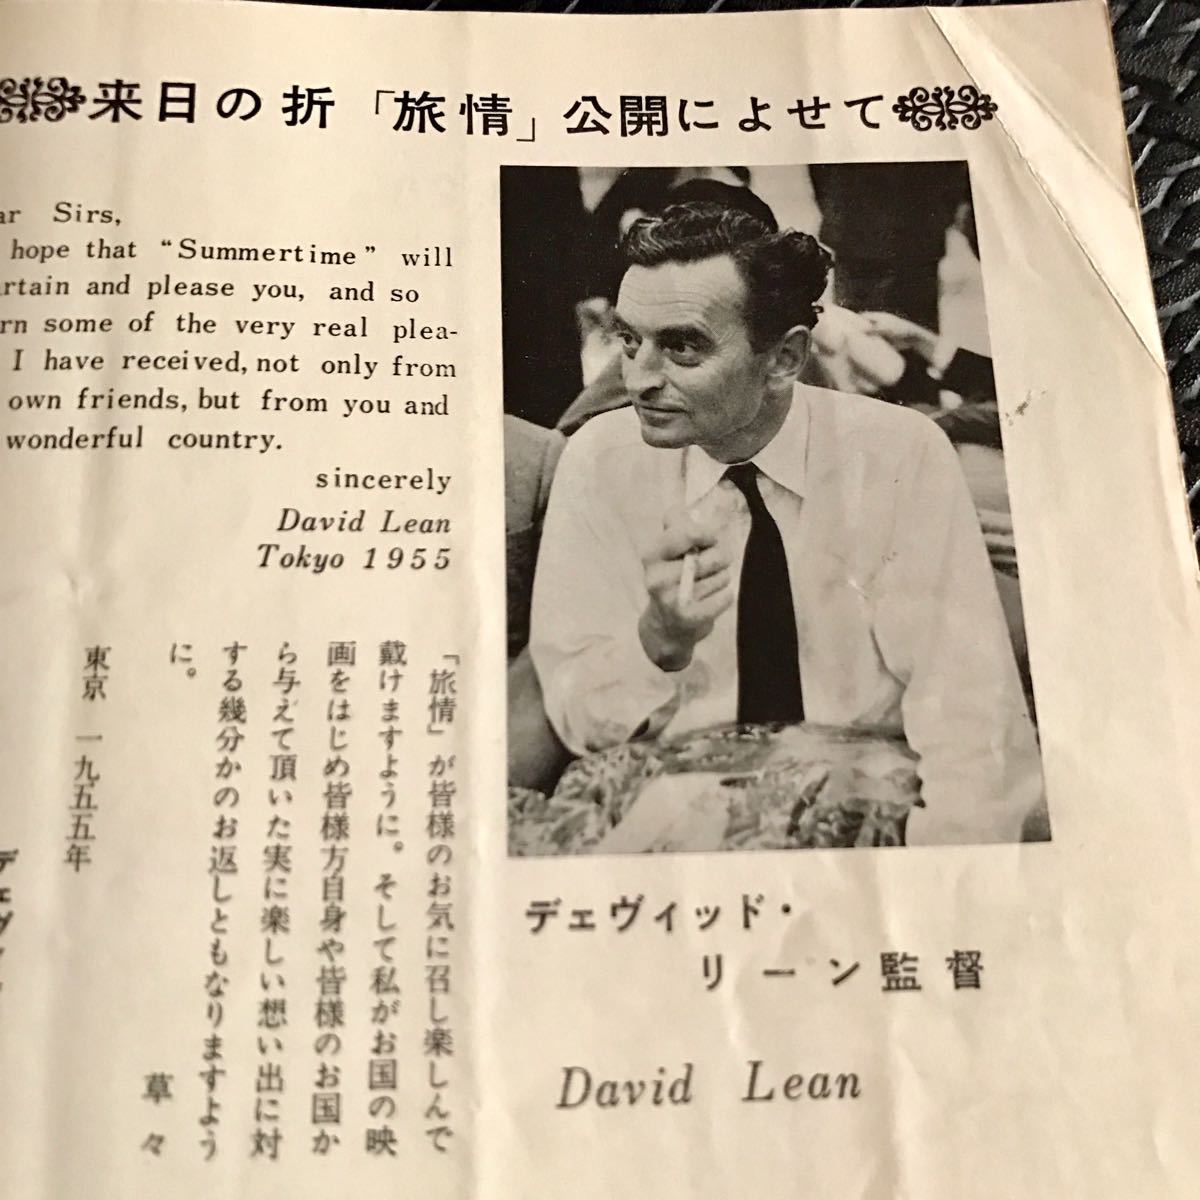 来日の折「旅情」公開によせて
ar Sirs,
hope that “Summertime” will
rtain and please you, and so
rn some of the very real plea-
I have received, not only from
own friends, but from you and
wonderful country.
sincerely
David Lean
Tokyo 1955
「旅情」が皆様のお気に召し楽しんで
戴けますように。そして私がお国の映
画をはじめ皆様方自身や皆様のお国か
ら与えて頂いた実に楽しい想い出に対
する幾分かのお返しともなりますよう
に。
草々
東京 一九五五年
デヴィ
デェヴィッド・
リーン監督
David Lean